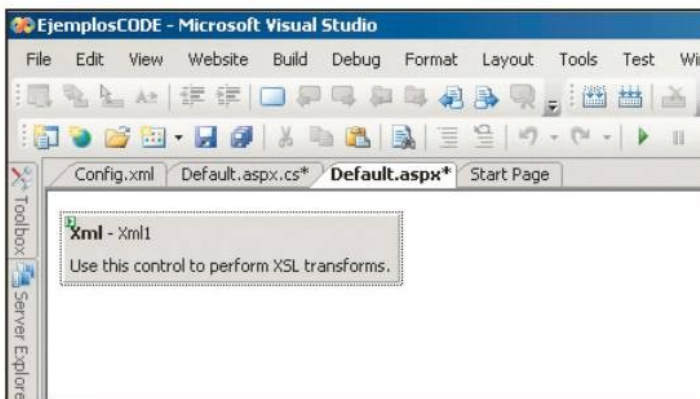 EjemplosCODE - Microsoft Visual Studio
File Edit View Website Build Debug Format Layout Tools Test
Config.xml Default.aspx.cs* Default.aspx* Start Page
Toolbox
Server
Xml - Xml1
Use this control to perform XSL transforms.